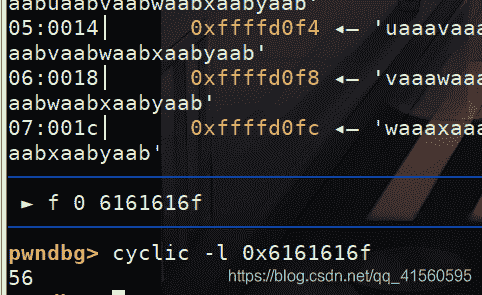 aabuaabvaabwaabxaabyaab'
05:0014│ 0xffffd0f4 ◂— 'uaaavaaa
aabvaabwaabxaabyaab'
06:0018│ 0xffffd0f8 ◂— 'vaaawaaa
aabwaabxaabyaab'
07:001c│ 0xffffd0fc ◂— 'waaaxaaa
aabxaabyaab'
► f 0 6161616f
pwndbg> cyclic -l 0x6161616f
56
https://blog.csdn.net/qq_41560595